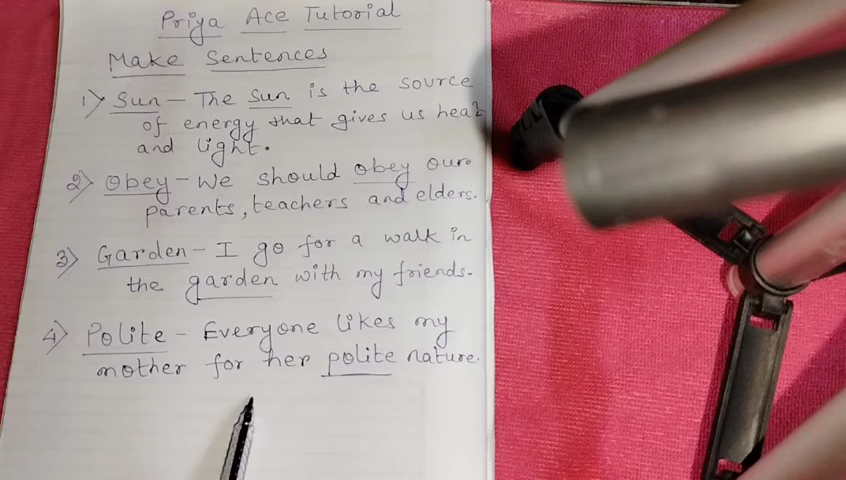 Priya Ace Tutorial
Make Sentences
1) Sun - The sun is the source
of energy that gives us heat
and light.
2) Obey - We should obey our
parents, teachers and elders.
3) Garden - I go for a walk in
the garden with my friends.
4) Polite - Everyone likes my
mother for her polite nature.